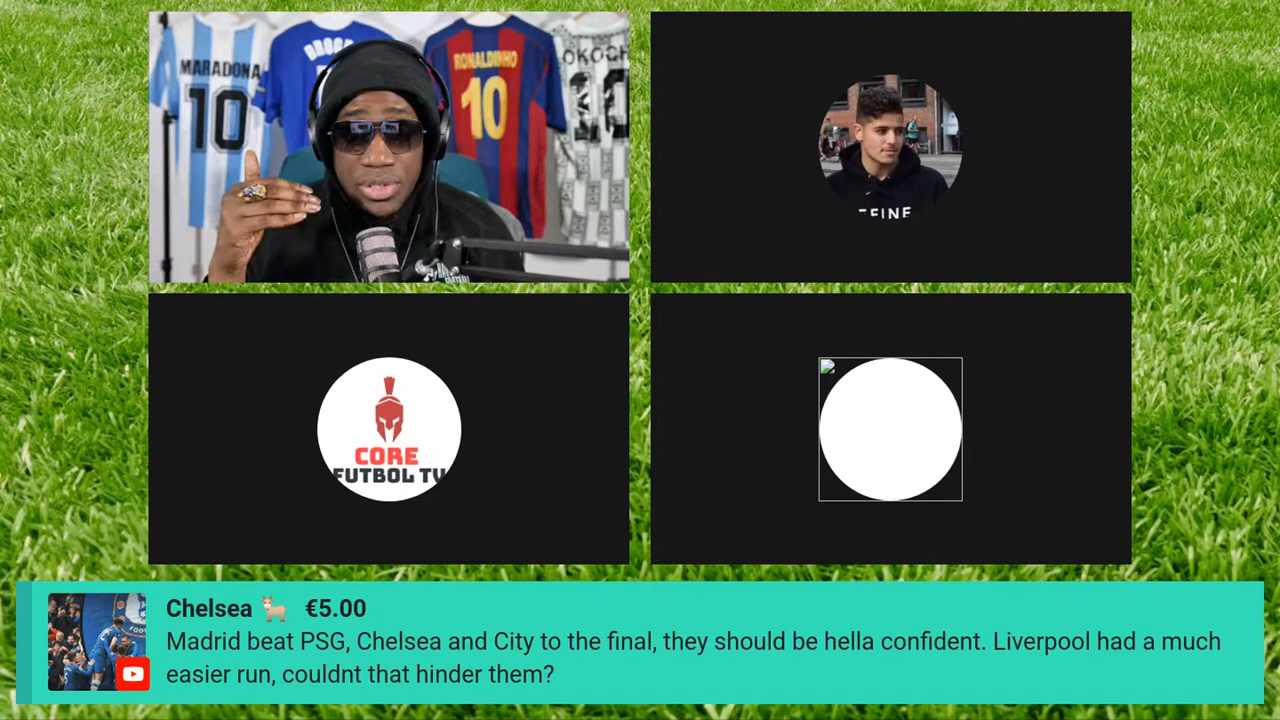 MARADONA
10
DROGB
RONALDINHO
10
OKOCH
10
CORE
FUTBOL TV
Chelsea 🐐 €5.00
Madrid beat PSG, Chelsea and City to the final, they should be hella confident. Liverpool had a much
easier run, couldnt that hinder them?